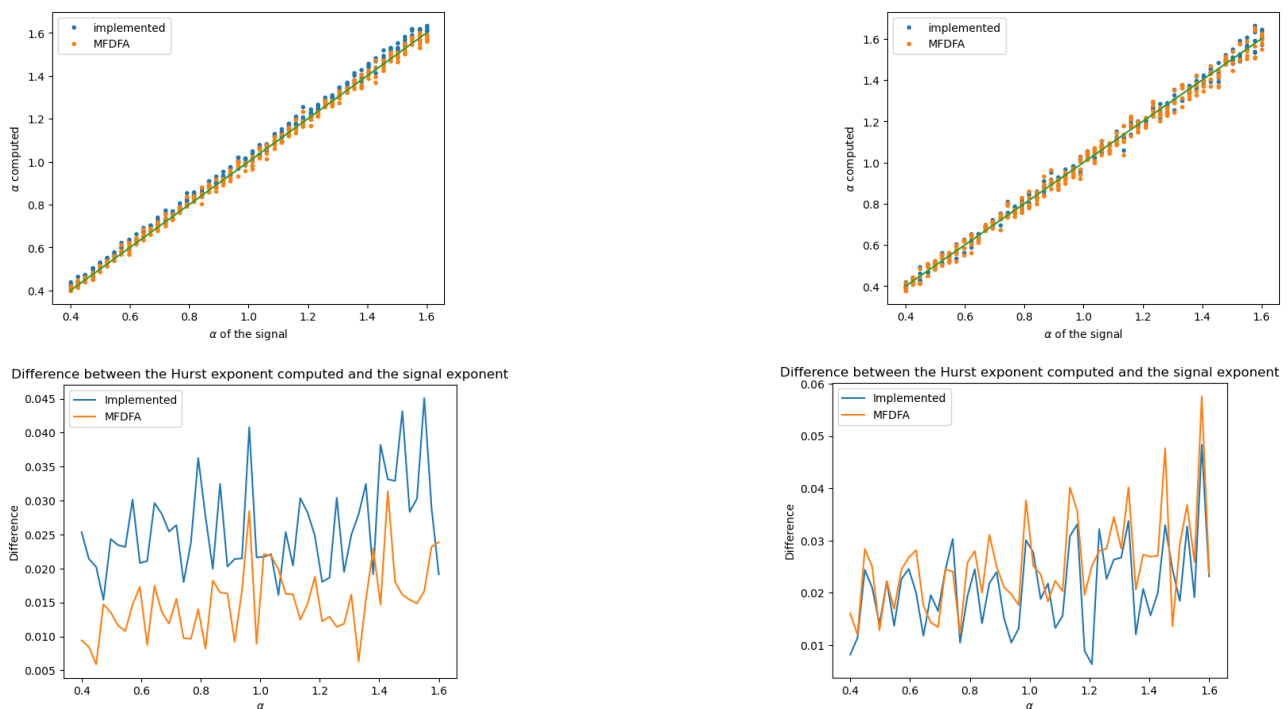 implemented
MFDFA
α computed
1.6
1.4
1.2
1.0
0.8
0.6
0.4
0.4 0.6 0.8 1.0 1.2 1.4 1.6
α of the signal
implemented
MFDFA
α computed
1.6
1.4
1.2
1.0
0.8
0.6
0.4
0.4 0.6 0.8 1.0 1.2 1.4 1.6
α of the signal
Difference between the Hurst exponent computed and the signal exponent
Implemented
MFDFA
Difference
0.045
0.040
0.035
0.030
0.025
0.020
0.015
0.010
0.005
0.4 0.6 0.8 1.0 1.2 1.4 1.6
α
Difference between the Hurst exponent computed and the signal exponent
Implemented
MFDFA
Difference
0.06
0.05
0.04
0.03
0.02
0.01
0.4 0.6 0.8 1.0 1.2 1.4 1.6
α